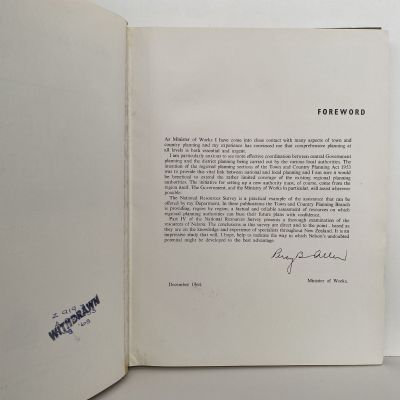 FOREWORD
As Minister of Works I have come into close contact with many aspects of town and
country planning and my experience has convinced me that comprehensive planning at
all levels is both essential and urgent.
I am particularly anxious to see more effective coordination between central Government
planning and the district planning being carried out by the various local authorities. The
intention of the regional planning sections of the Town and Country Planning Act 1953
was to provide this vital link between national and local planning and I am sure it would
be beneficial to extend the rather limited coverage of the existing regional planning
authorities. The initiative for setting up a new authority must, of course, come from the
region itself. The Government, and the Ministry of Works in particular, will assist wherever
possible.
The National Resources Survey is a practical example of the assistance that can be
offered by my Department. In these publications the Town and Country Planning Branch
is providing, region by region, a factual and reliable assessment of resources on which
regional planning authorities can base their future plans with confidence.
Part IV of the National Resources Survey presents a thorough examination of the
resources of Nelson. The conclusions in this survey are direct and to the point - based as
they are on the knowledge and experience of specialists throughout New Zealand. It is an
impressive study that will, I hope, help to indicate the way in which Nelson's undoubted
potential might be developed to the best advantage.
Percy B. Allen
Minister of Works.
December 1964
WITHDRAWN